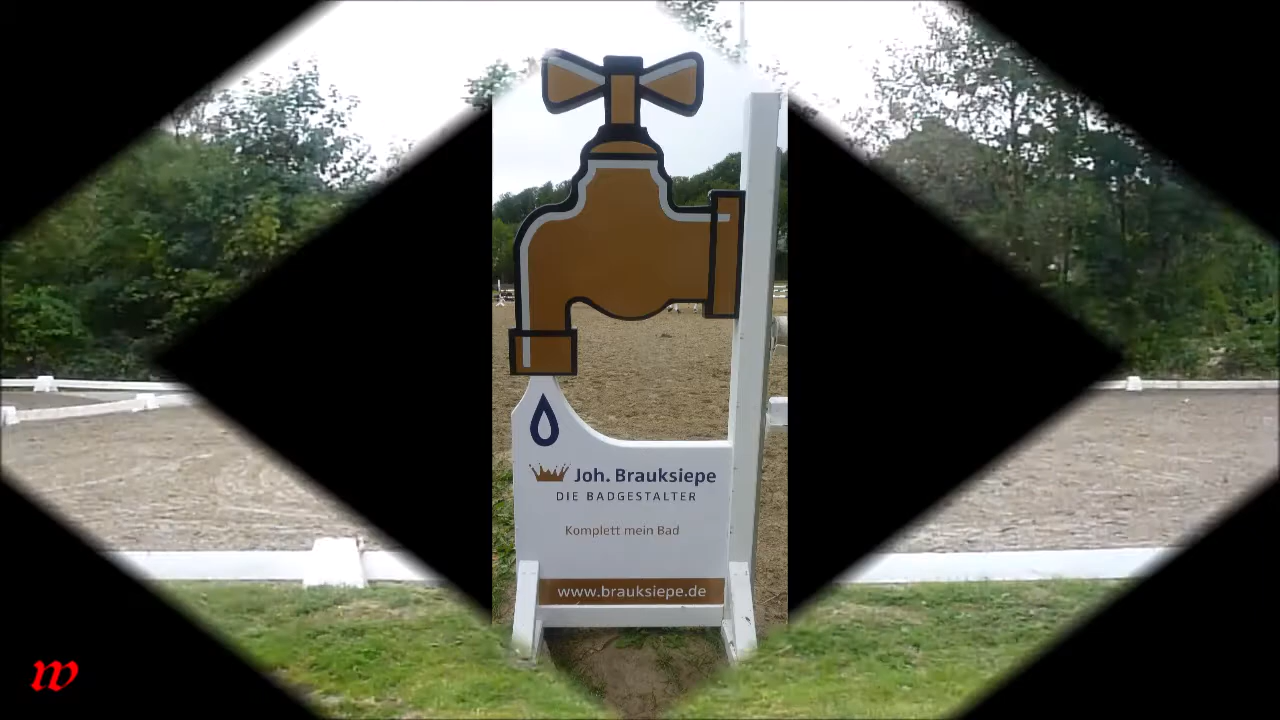 Joh. Brauksiepe
DIE BADGESTALTER
Komplett mein Bad
www.brauksiepe.de
w